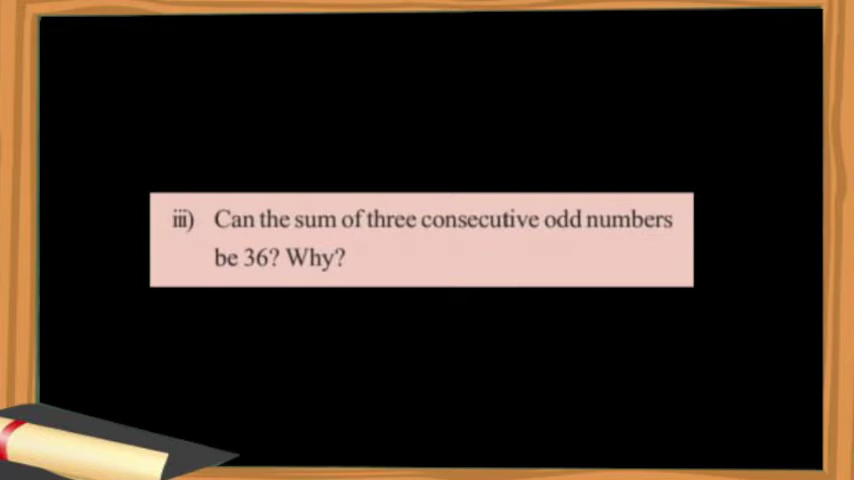 iii) Can the sum of three consecutive odd numbers
be 36? Why?